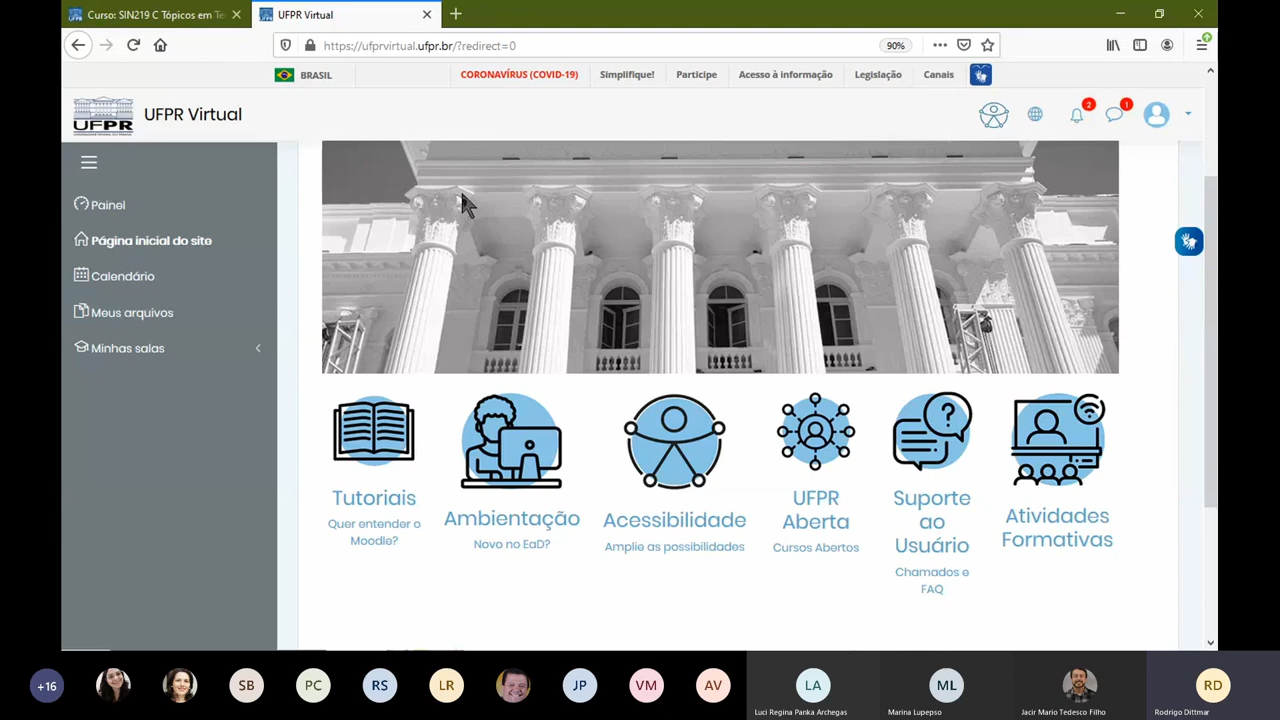 Curso: SIN219 C Tópicos em Te
UFPR Virtual
https://ufprvirtual.ufpr.br/?redirect=0
90%
BRASIL
CORONAVÍRUS (COVID-19)
Simplifique!
Participe
Acesso à informação
Legislação
Canais
UFPR
UFPR Virtual
2
1
Painel
Página inicial do site
Calendário
Meus arquivos
Minhas salas
Tutoriais
Quer entender o
Moodle?
Ambientação
Novo no EaD?
Acessibilidade
Amplie as possibilidades
UFPR
Aberta
Cursos Abertos
Suporte
ao
Usuário
Chamados e
FAQ
Atividades
Formativas
+16
SB
PC
RS
LR
JP
VM
AV
LA
Luci Regina Panka Archegas
ML
Marina Lupepso
Jacir Mario Tedesco Filho
RD
Rodrigo Dittmar